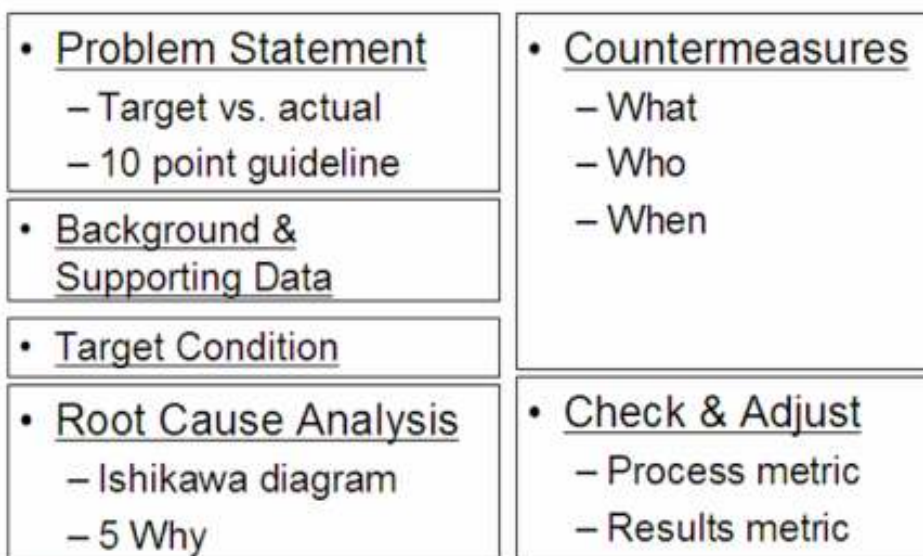 • Problem Statement
– Target vs. actual
– 10 point guideline
• Background &
Supporting Data
• Target Condition
• Root Cause Analysis
– Ishikawa diagram
– 5 Why
• Countermeasures
– What
– Who
– When
• Check & Adjust
– Process metric
– Results metric